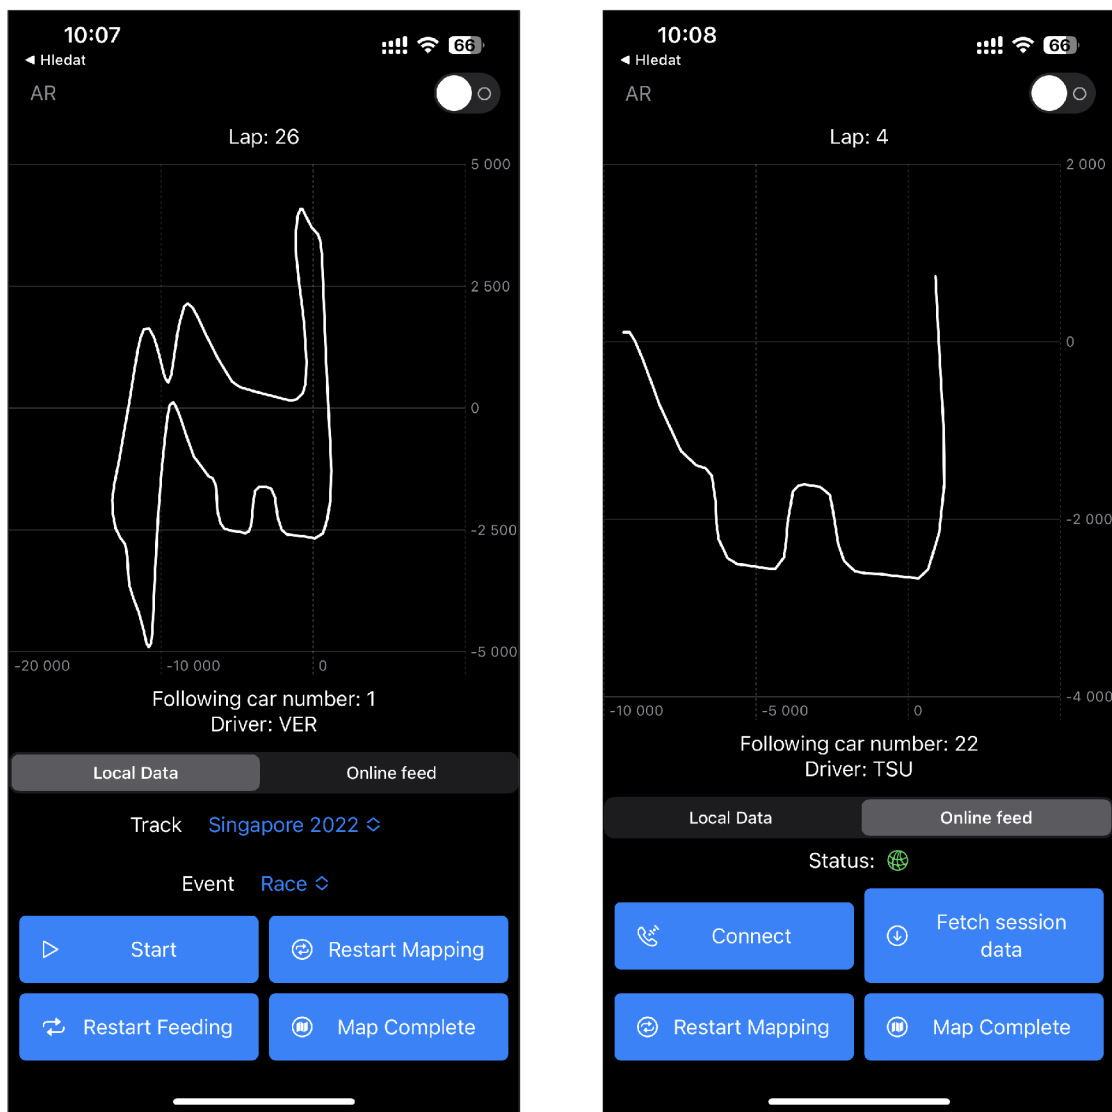 10:07
66
◀ Hledat
AR
Lap: 26
5 000
2 500
0
-2 500
-5 000
-20 000
-10 000
0
Following car number: 1
Driver: VER
Local Data
Online feed
Track
Singapore 2022
Event
Race
Start
Restart Mapping
Restart Feeding
Map Complete
10:08
66
◀ Hledat
AR
Lap: 4
2 000
0
-2 000
-4 000
-10 000
-5 000
0
Following car number: 22
Driver: TSU
Local Data
Online feed
Status:
Connect
Fetch session
data
Restart Mapping
Map Complete